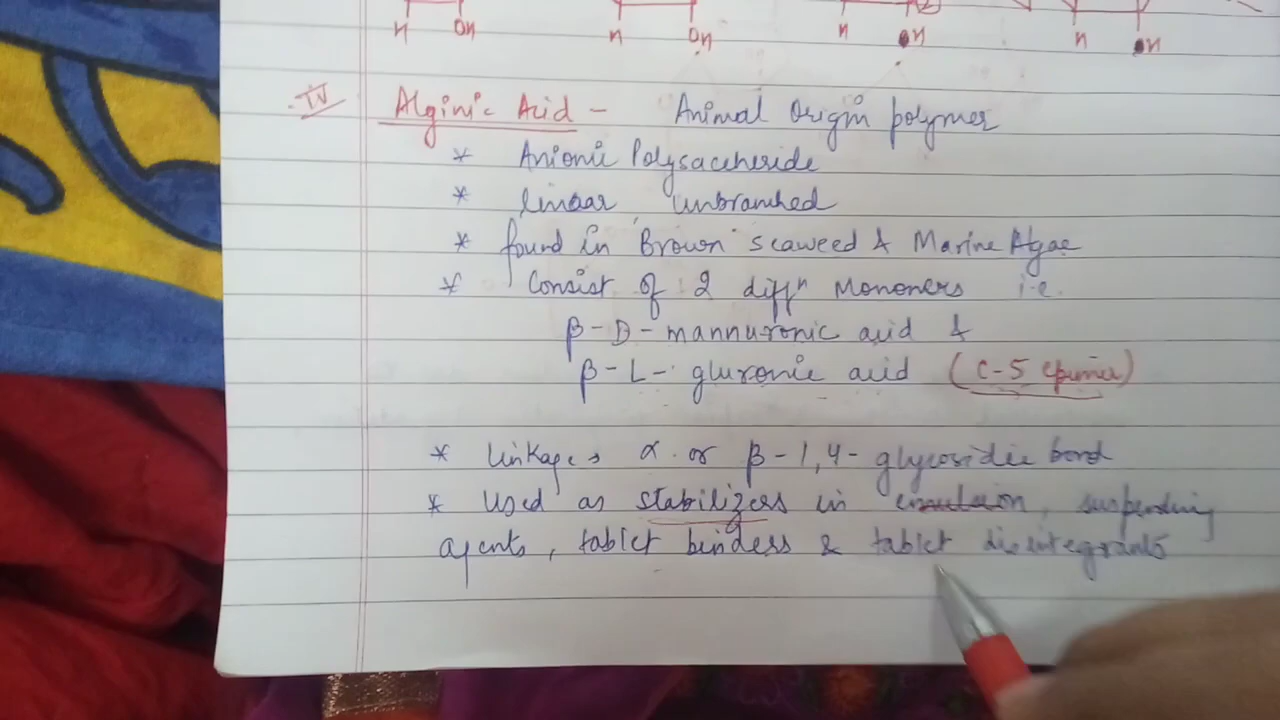 H OH H OH H OH H OH
IV Alginic Acid - Animal Origin polymer
* Anionic Polysaccheride
* linear, unbranched
* found in Brown seaweed & Marine Algae
* Consist of 2 diffn Monomers i.e.
β-D-mannuronic acid &
β-L- gluronic acid (C-5 epimer)
* linkages α or β-1,4-glycosidic bond
* Used as stabilizers in emulsion, suspending
agents, tablet binders & tablet disintegrants